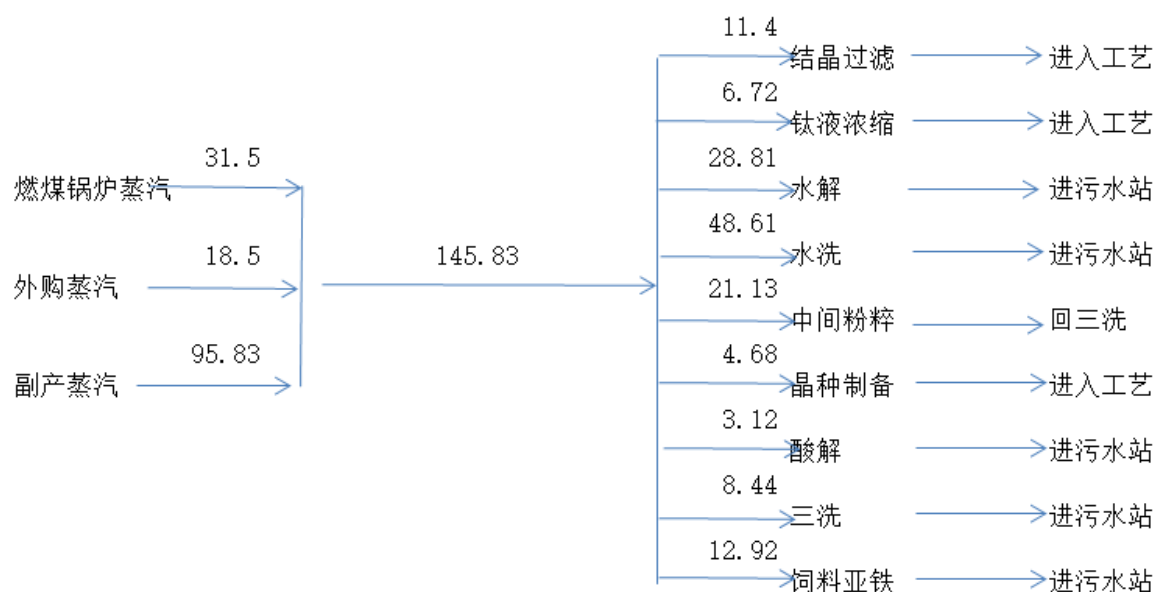 11.4
结晶过滤 进入工艺
6.72
钛液浓缩 进入工艺
31.5
燃煤锅炉蒸汽
28.81
水解 进污水站
18.5
外购蒸汽
145.83
48.61
水洗 进污水站
21.13
中间粉粹 回三洗
95.83
副产蒸汽
4.68
晶种制备 进入工艺
3.12
酸解 进污水站
8.44
三洗 进污水站
12.92
饲料亚铁 进污水站